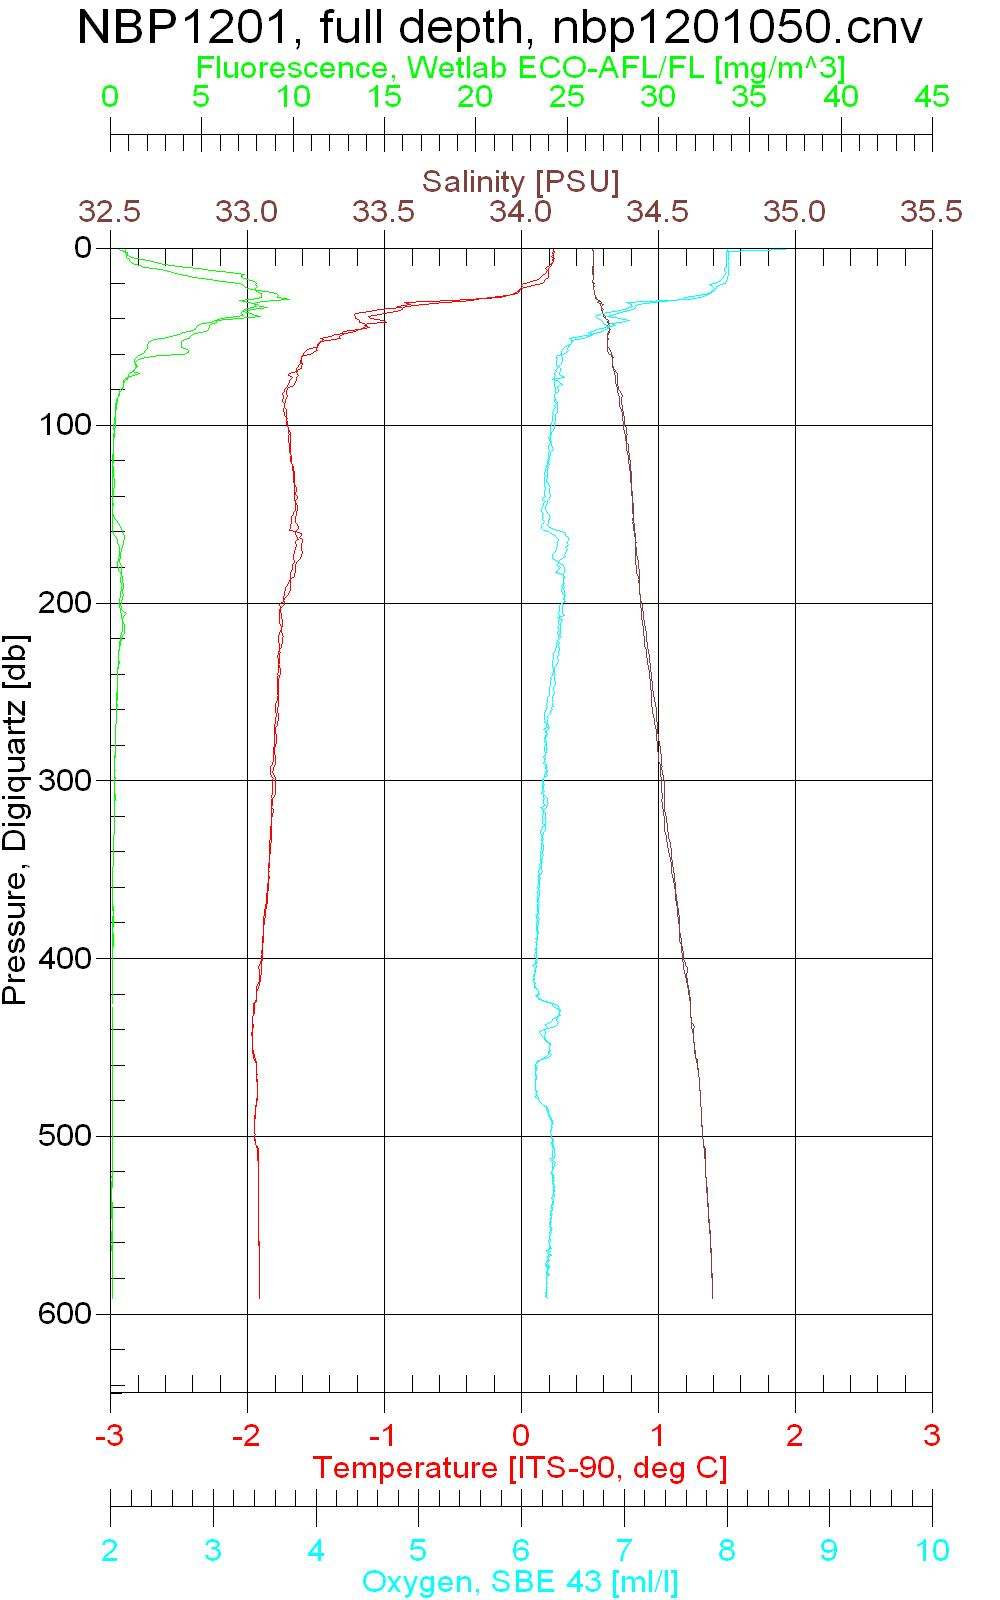 NBP1201, full depth, nbp1201050.cnv
Fluorescence, Wetlab ECO-AFL/FL [mg/m^3]
0 5 10 15 20 25 30 35 40 45
Salinity [PSU]
32.5 33.0 33.5 34.0 34.5 35.0 35.5
0
100
200
300
400
500
600
Pressure, Digiquartz [db]
-3 -2 -1 0 1 2 3
Temperature [ITS-90, deg C]
2 3 4 5 6 7 8 9 10
Oxygen, SBE 43 [ml/l]